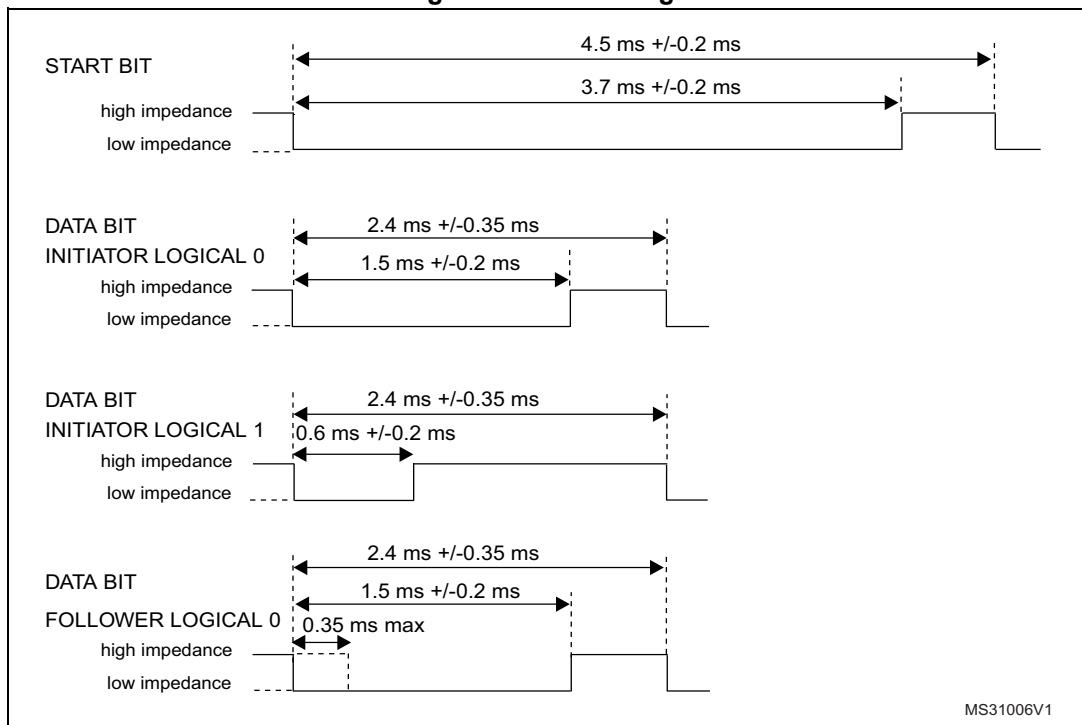 START BIT
4.5 ms +/-0.2 ms
3.7 ms +/-0.2 ms
high impedance
low impedance
DATA BIT
INITIATOR LOGICAL 0
2.4 ms +/-0.35 ms
1.5 ms +/-0.2 ms
high impedance
low impedance
DATA BIT
INITIATOR LOGICAL 1
2.4 ms +/-0.35 ms
0.6 ms +/-0.2 ms
high impedance
low impedance
DATA BIT
FOLLOWER LOGICAL 0
2.4 ms +/-0.35 ms
1.5 ms +/-0.2 ms
0.35 ms max
high impedance
low impedance
MS31006V1